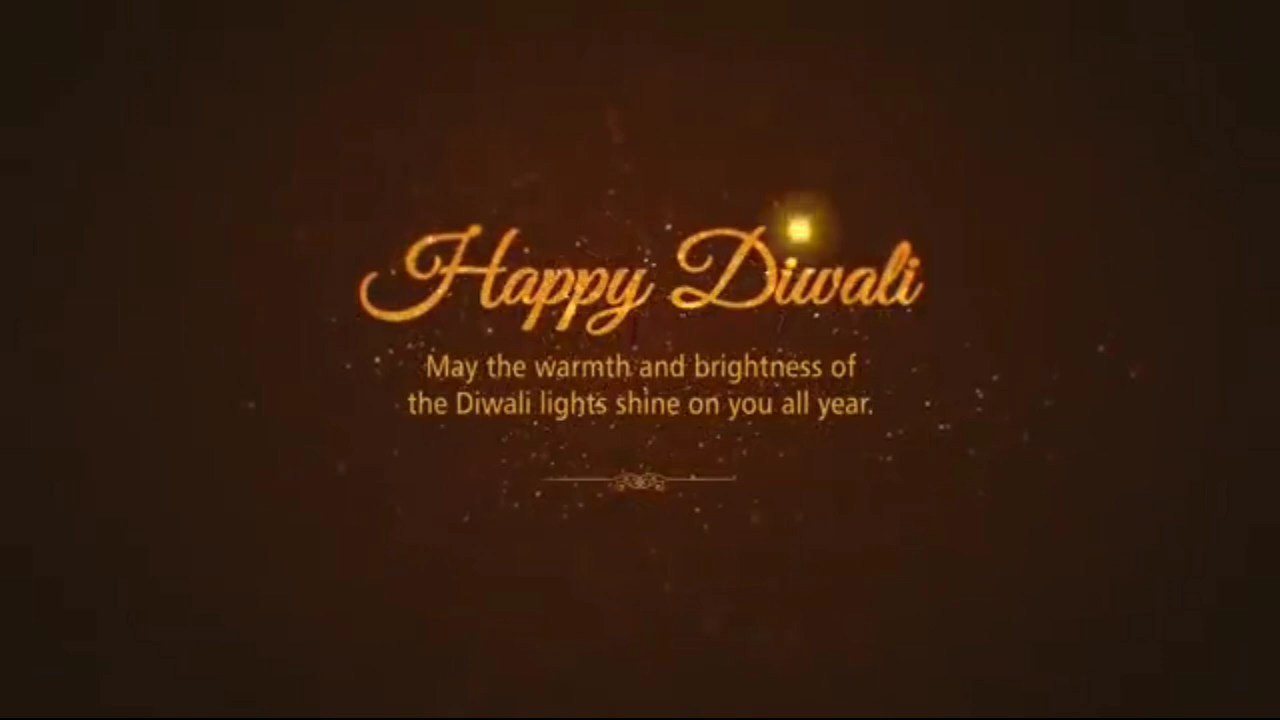 Happy Diwali
May the warmth and brightness of
the Diwali lights shine on you all year.